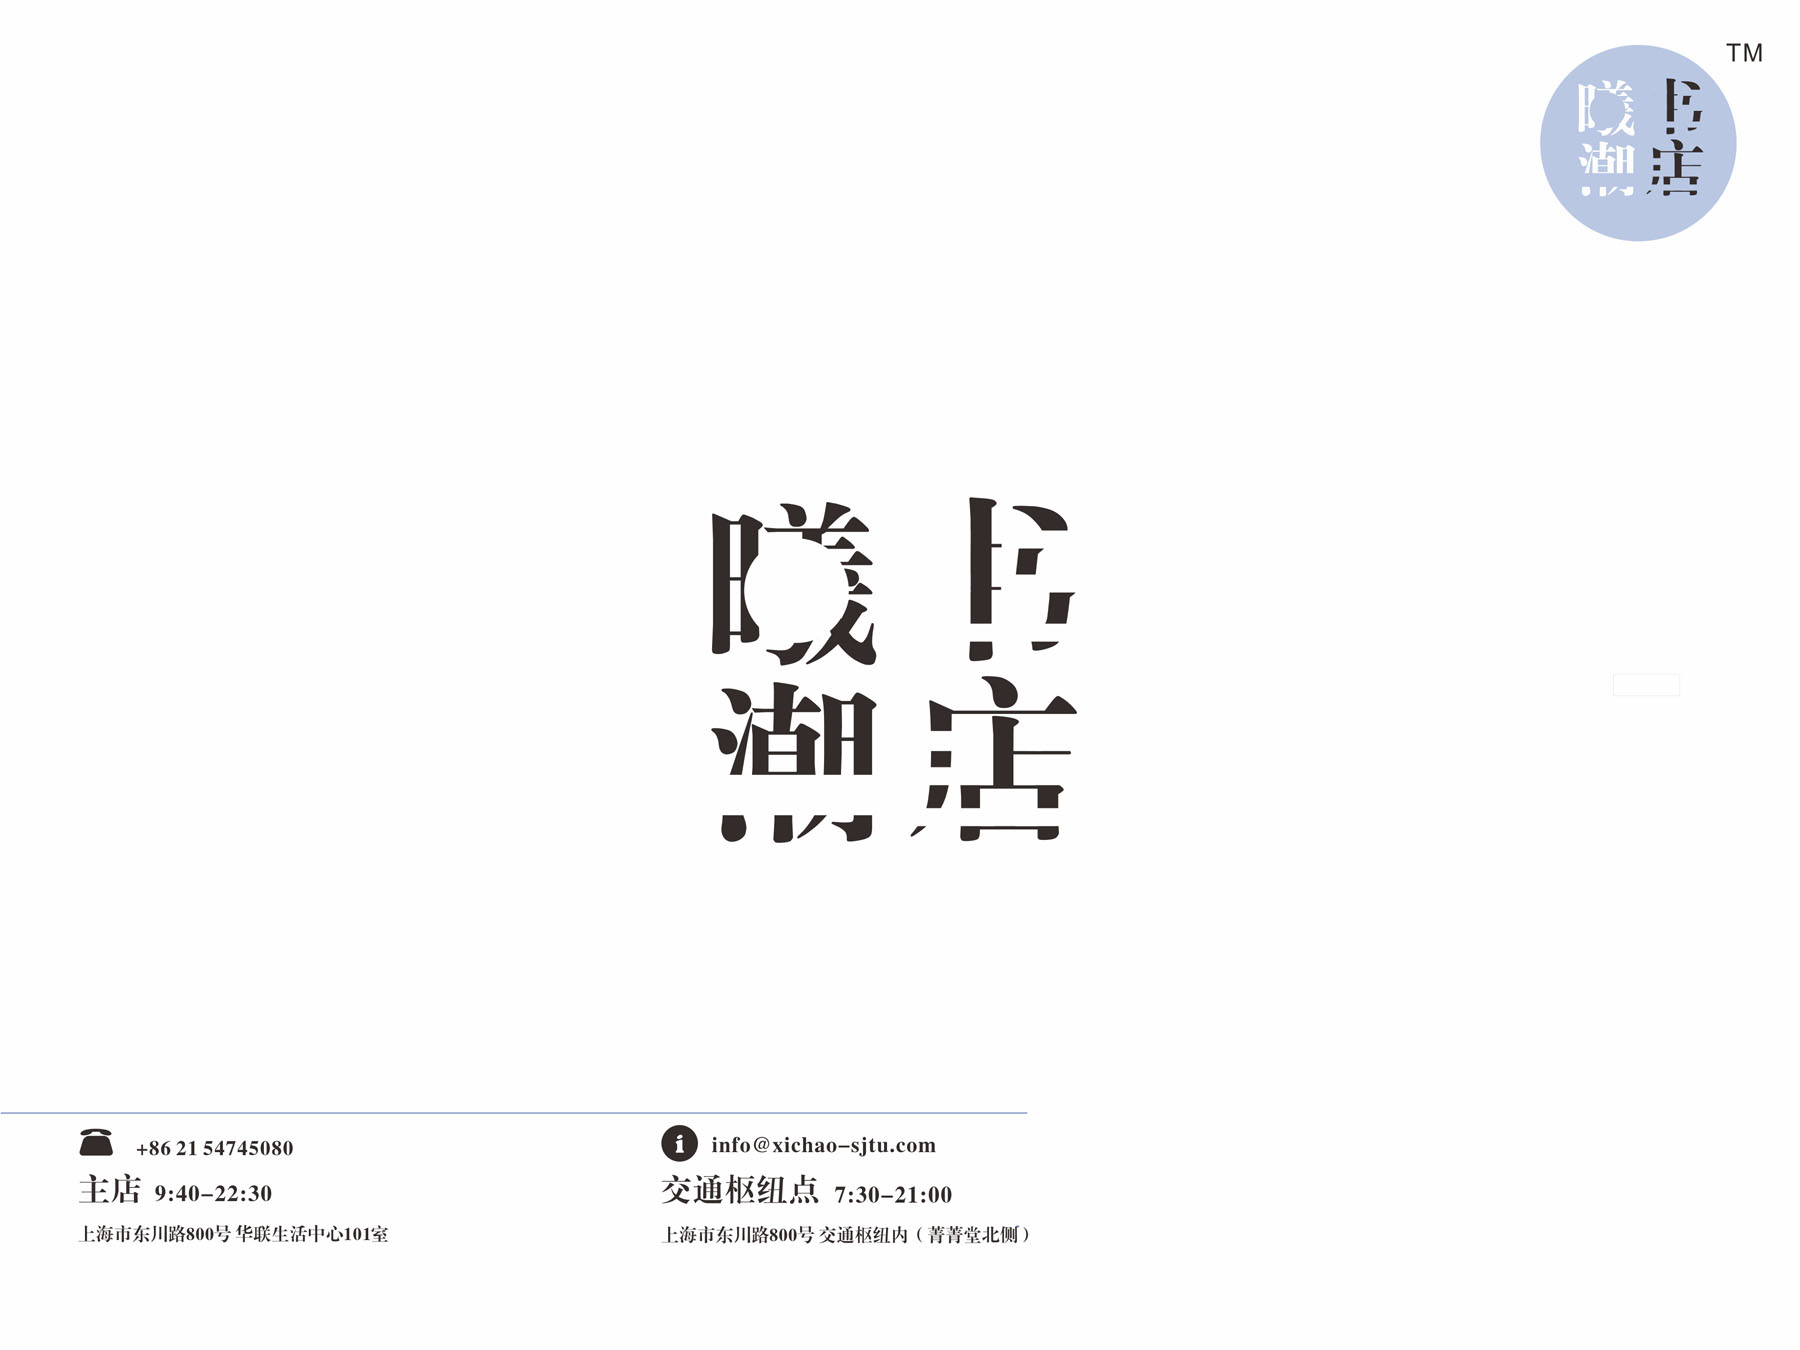 TM
曦潮
书店
曦潮
书店
+86 21 54745080
主店 9:40-22:30
上海市东川路800号 华联生活中心101室
info@xichao-sjtu.com
交通枢纽点 7:30-21:00
上海市东川路800号 交通枢纽内（菁菁堂北侧）